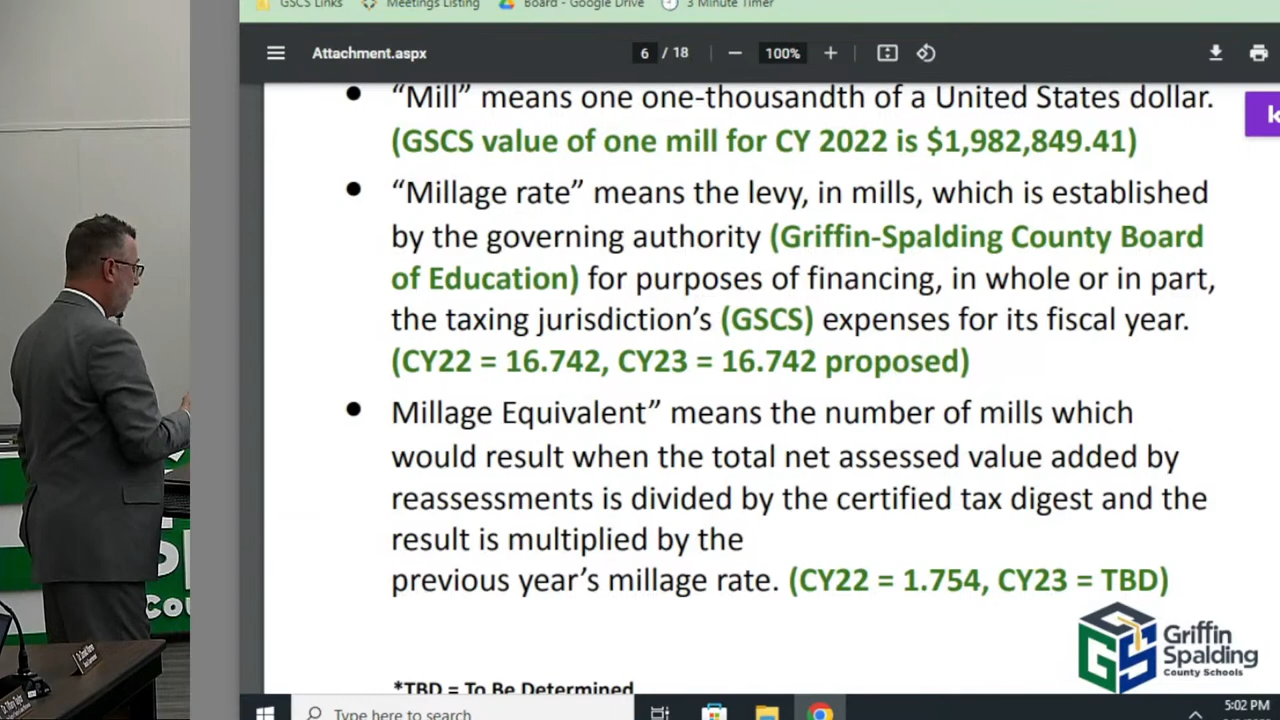 GSCS Links Meetings Listing Board - Google Drive 3 Minute Timer
Attachment.aspx 6 / 18 100%
• “Mill” means one one-thousandth of a United States dollar.
(GSCS value of one mill for CY 2022 is $1,982,849.41)
• “Millage rate” means the levy, in mills, which is established
by the governing authority (Griffin-Spalding County Board
of Education) for purposes of financing, in whole or in part,
the taxing jurisdiction’s (GSCS) expenses for its fiscal year.
(CY22 = 16.742, CY23 = 16.742 proposed)
• Millage Equivalent” means the number of mills which
would result when the total net assessed value added by
reassessments is divided by the certified tax digest and the
result is multiplied by the
previous year’s millage rate. (CY22 = 1.754, CY23 = TBD)
Griffin
Spalding
County Schools
*TBD = To Be Determined
Type here to search
5:02 PM